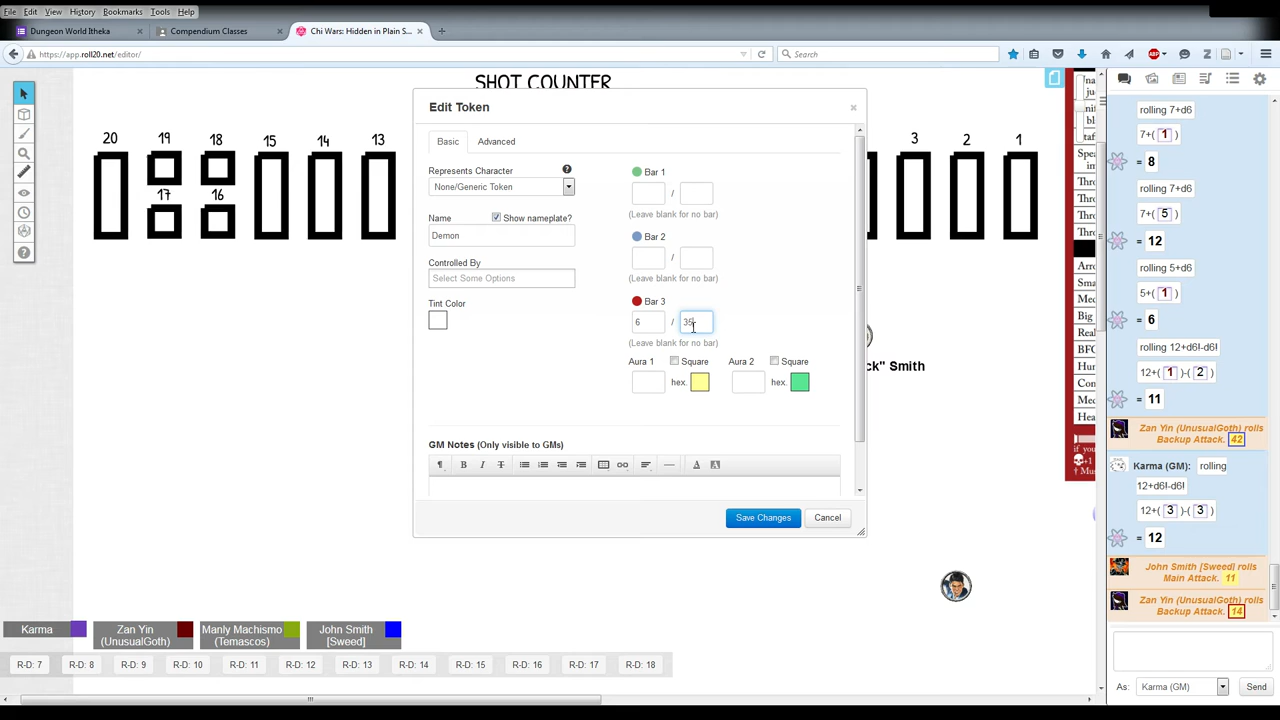 File Edit View History Bookmarks Tools Help
Dungeon World Itheka
Compendium Classes
Chi Wars: Hidden in Plain S...
https://app.roll20.net/editor/
Search
ABP
SHOT COUNTER
20 19 18 15 14 13 3 2 1
17 16
Edit Token
Basic Advanced
Represents Character
None/Generic Token
Name
Show nameplate?
Demon
Controlled By
Select Some Options
Tint Color
Bar 1
/
(Leave blank for no bar)
Bar 2
/
(Leave blank for no bar)
Bar 3
6 / 35
(Leave blank for no bar)
Aura 1 Square Aura 2 Square
hex. hex.
GM Notes (Only visible to GMs)
Save Changes Cancel
ck" Smith
Karma
Zan Yin
(UnusualGoth)
Manly Machismo
(Temascos)
John Smith
[Sweed]
R-D: 7 R-D: 8 R-D: 9 R-D: 10 R-D: 11 R-D: 12 R-D: 13 R-D: 14 R-D: 15 R-D: 16 R-D: 17 R-D: 18
rolling 7+d6
7+( 1 )
= 8
rolling 7+d6
7+( 5 )
= 12
rolling 5+d6
5+( 1 )
= 6
rolling 12+d6!-d6!
12+( 1 )-( 2 )
= 11
Zan Yin (UnusualGoth) rolls
Backup Attack. 42
Karma (GM): rolling
12+d6!-d6!
12+( 3 )-( 3 )
= 12
John Smith [Sweed] rolls
Main Attack. 11
Zan Yin (UnusualGoth) rolls
Backup Attack. 14
As: Karma (GM) Send